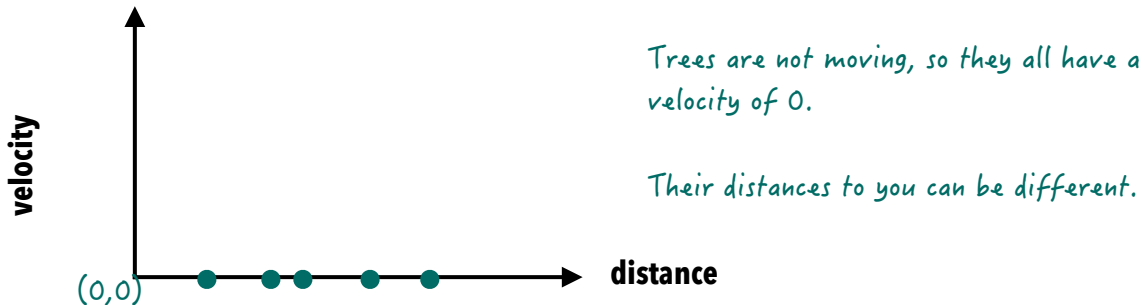 Trees are not moving, so they all have a
velocity of 0.
Their distances to you can be different.
velocity
distance
(0,0)